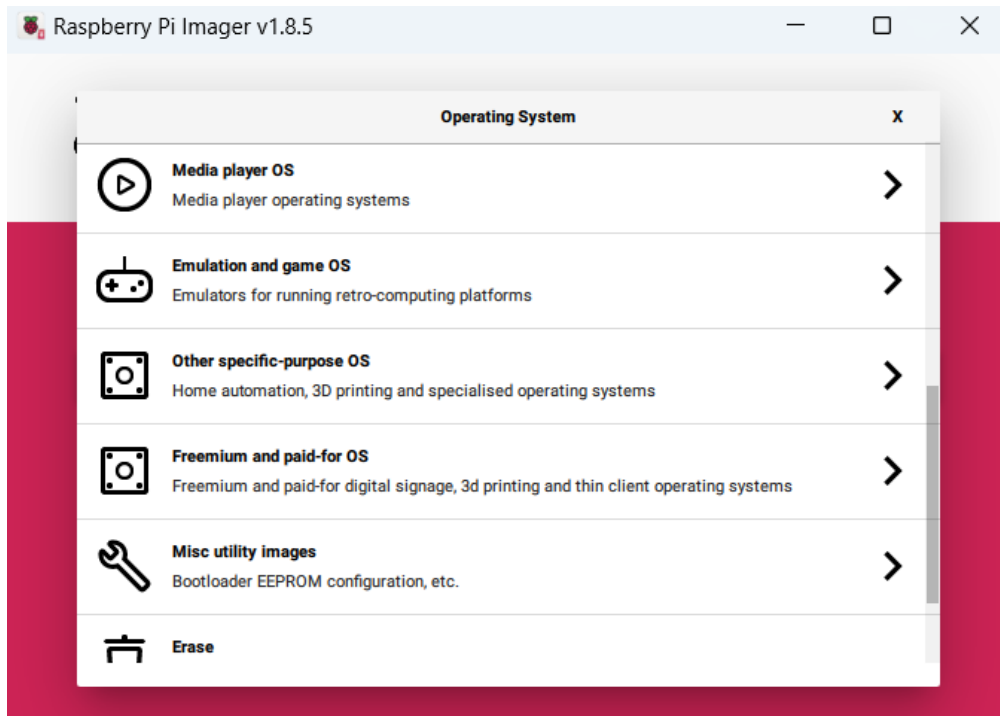 Raspberry Pi Imager v1.8.5
Operating System X
Media player OS
Media player operating systems
Emulation and game OS
Emulators for running retro-computing platforms
Other specific-purpose OS
Home automation, 3D printing and specialised operating systems
Freemium and paid-for OS
Freemium and paid-for digital signage, 3d printing and thin client operating systems
Misc utility images
Bootloader EEPROM configuration, etc.
Erase